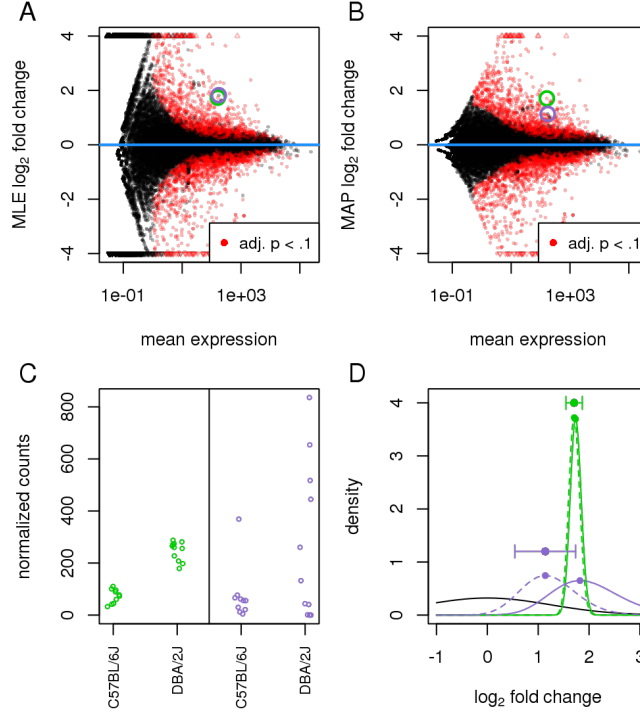 A
MLE log2 fold change
4
2
0
-2
-4
adj. p < .1
1e-01
1e+03
mean expression
B
MAP log2 fold change
4
2
0
-2
-4
adj. p < .1
1e-01
1e+03
mean expression
C
normalized counts
800
600
400
200
0
C57BL/6J
DBA/2J
C57BL/6J
DBA/2J
D
density
4
3
2
1
0
-1
0
1
2
3
log2 fold change